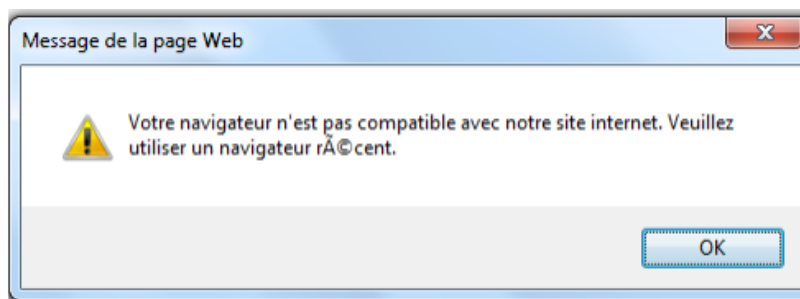 Message de la page Web
Votre navigateur n'est pas compatible avec notre site internet. Veuillez
utiliser un navigateur rÃ©cent.
OK